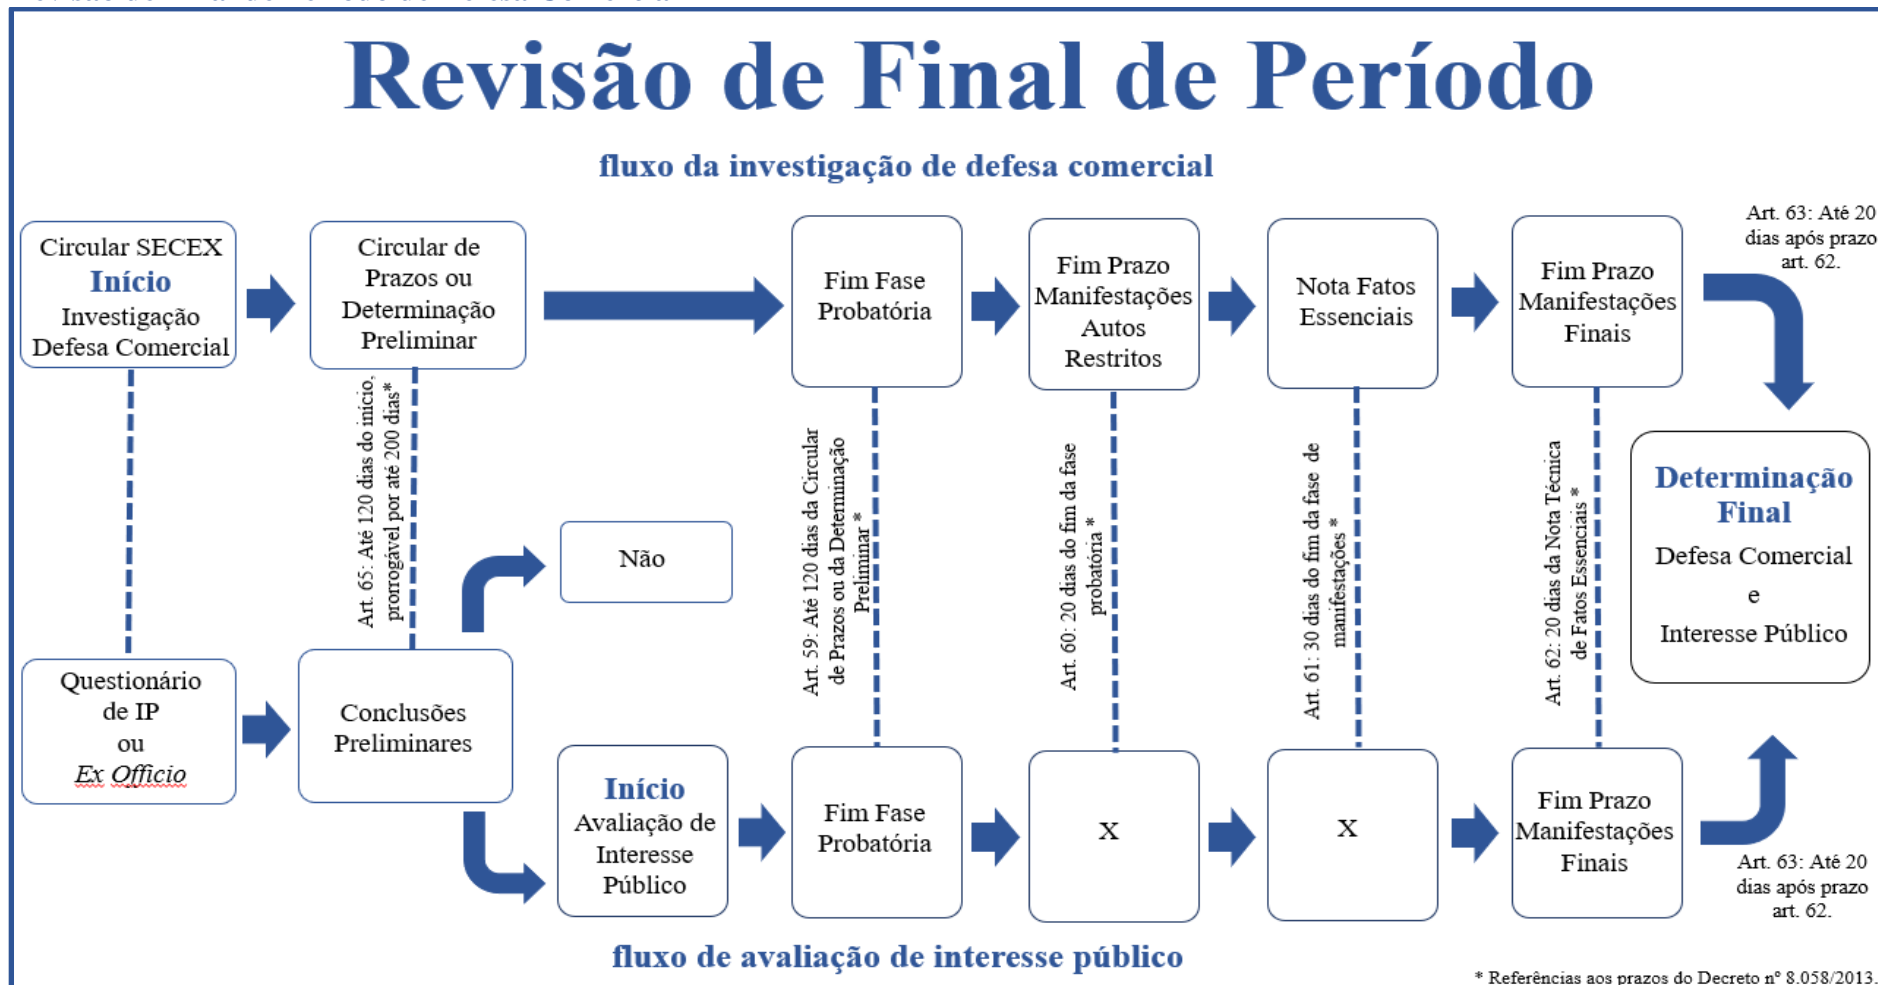 Revisão de Final de Período
fluxo da investigação de defesa comercial
Circular SECEX
Início
Investigação
Defesa Comercial
Circular de
Prazos ou
Determinação
Preliminar
Fim Fase
Probatória
Fim Prazo
Manifestações
Autos
Restritos
Nota Fatos
Essenciais
Fim Prazo
Manifestações
Finais
Art. 63: Até 20
dias após prazo
art. 62.
Art. 65: Até 120 dias do início,
prorrogável por até 200 dias*
Art. 59: Até 120 dias da Circular
de Prazos ou da Determinação
Preliminar *
Art. 60: 20 dias do fim da fase
probatória *
Art. 61: 30 dias do fim da fase de
manifestações *
Art. 62: 20 dias da Nota Técnica
de Fatos Essenciais *
Determinação
Final
Defesa Comercial
e
Interesse Público
Não
Questionário
de IP
ou
Ex Officio
Conclusões
Preliminares
Início
Avaliação de
Interesse
Público
Fim Fase
Probatória
X
X
Fim Prazo
Manifestações
Finais
Art. 63: Até 20
dias após prazo
art. 62.
fluxo de avaliação de interesse público
* Referências aos prazos do Decreto nº 8.058/2013.